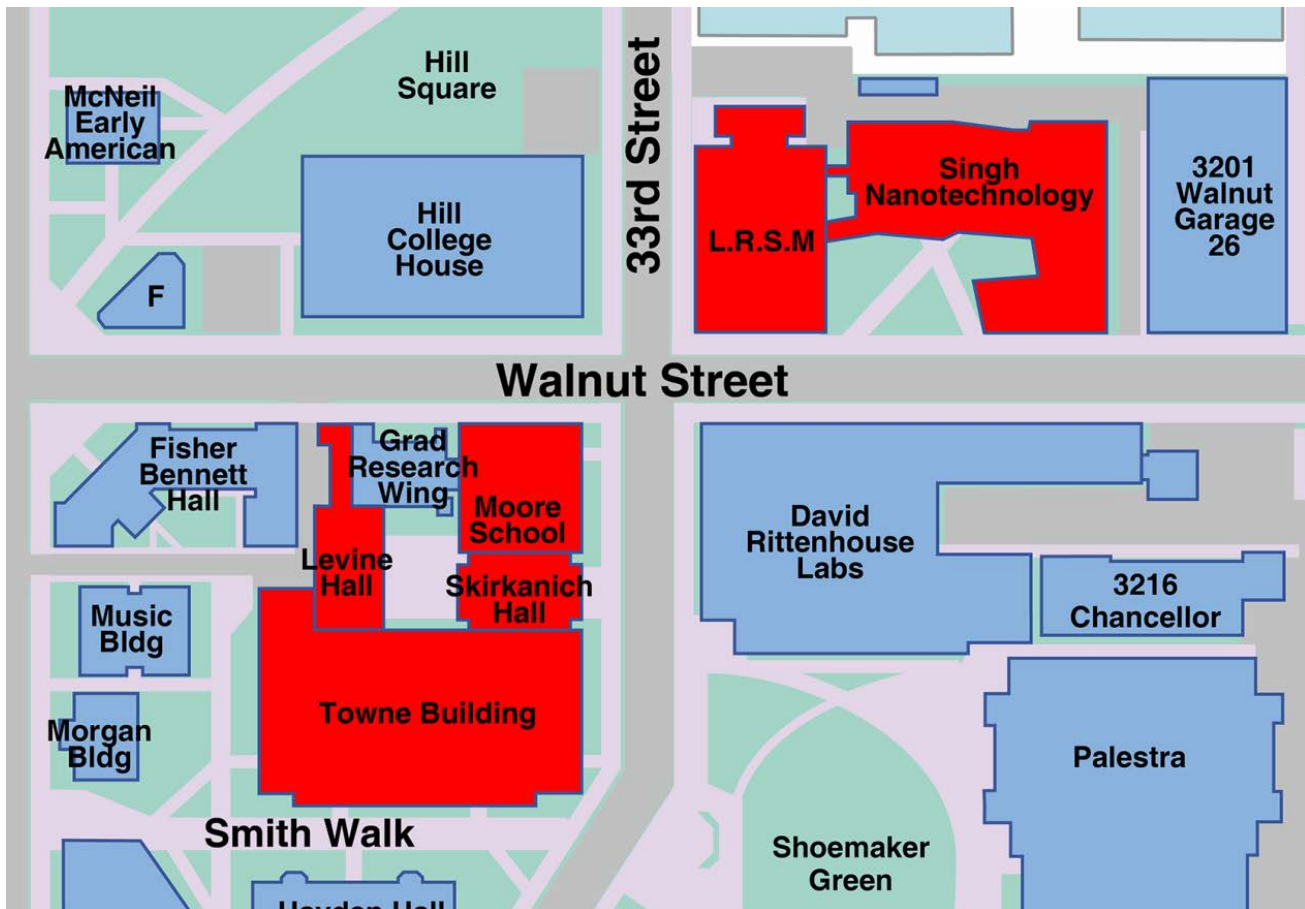 McNeil
Early
American
Hill
Square
33rd Street
Hill
College
House
F
L.R.S.M
Singh
Nanotechnology
3201
Walnut
Garage
26
Walnut Street
Fisher
Bennett
Hall
Grad
Research
Wing
Moore
School
Levine
Hall
Skirkanich
Hall
David
Rittenhouse
Labs
3216
Chancellor
Music
Bldg
Morgan
Bldg
Towne Building
Palestra
Smith Walk
Shoemaker
Green
Hayden Hall